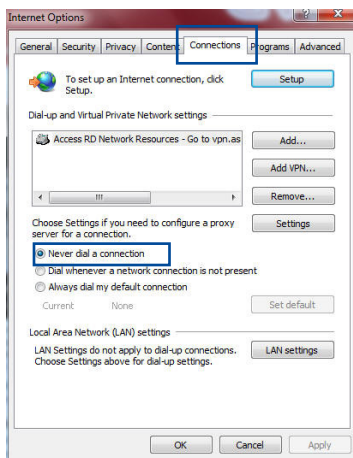 Internet Options
General Security Privacy Content Connections Programs Advanced
To set up an Internet connection, click
Setup.
Setup
Dial-up and Virtual Private Network settings
Access RD Network Resources - Go to vpn.as
Add...
Add VPN...
Remove...
Choose Settings if you need to configure a proxy
server for a connection.
Settings
Never dial a connection
Dial whenever a network connection is not present
Always dial my default connection
Current None
Set default
Local Area Network (LAN) settings
LAN Settings do not apply to dial-up connections.
Choose Settings above for dial-up settings.
LAN settings
OK Cancel Apply